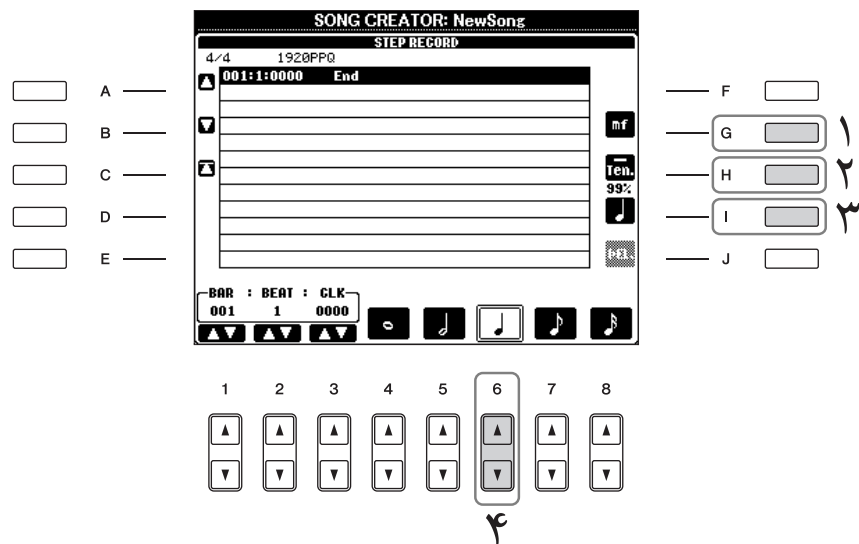 SONG CREATOR: NewSong
STEP RECORD
4/4 1920PPQ
001:1:0000 End
A
B
C
D
E
F
G ۱
H ۲
I ۳
J
mf
Ten.
99%
DEL.
BAR : BEAT : CLK
001 1 0000
1 2 3 4 5 6 7 8
۴